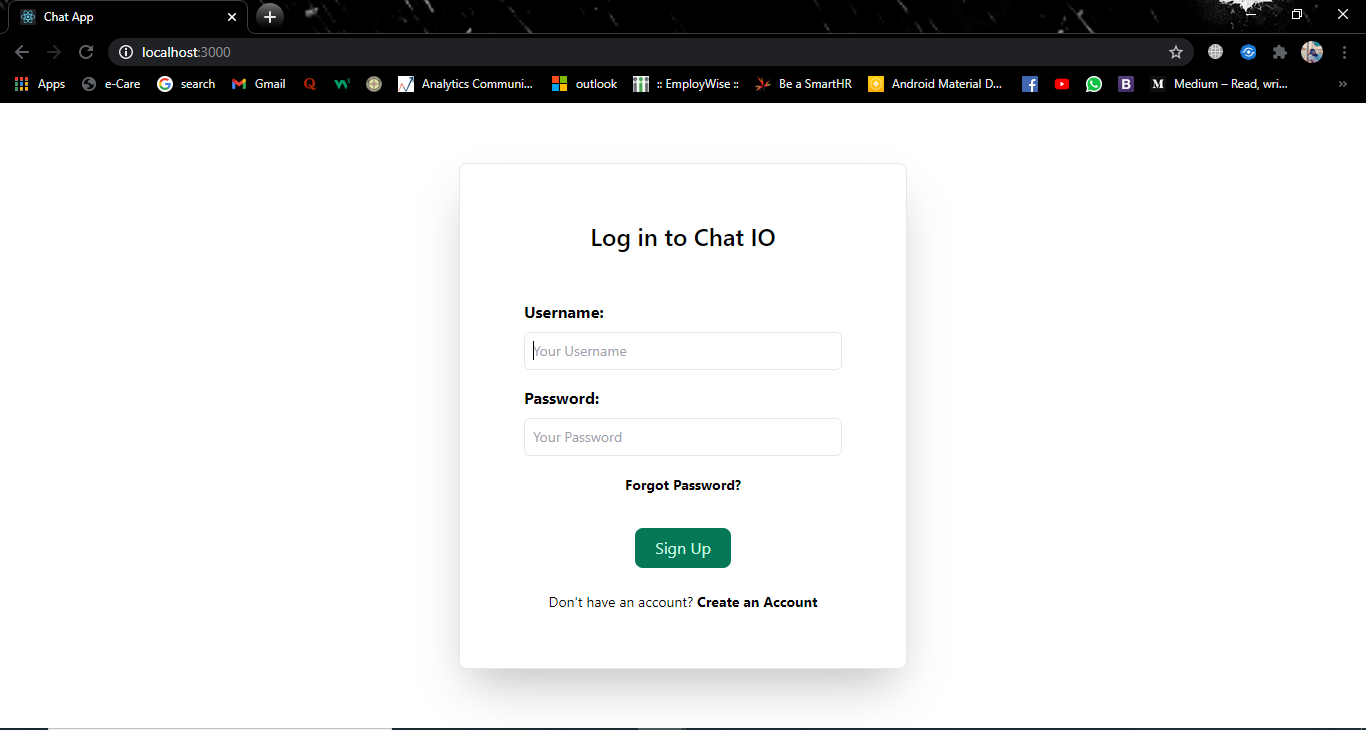 Chat App
localhost:3000
Apps e-Care search Gmail Analytics Communi... outlook :: EmployWise :: Be a SmartHR Android Material D... Medium – Read, wri...
Log in to Chat IO
Username:
Your Username
Password:
Your Password
Forgot Password?
Sign Up
Don't have an account? Create an Account